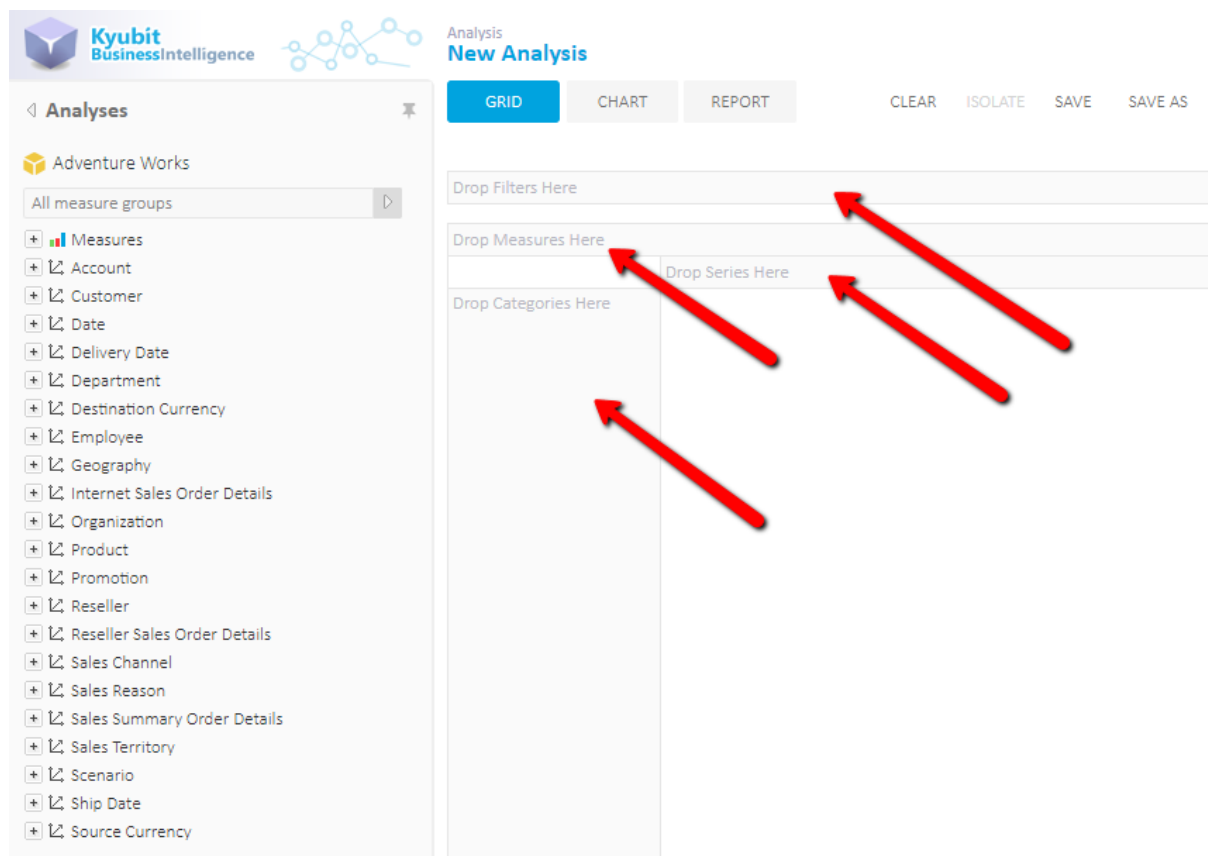 Kyubit
BusinessIntelligence
Analysis
New Analysis
Analyses
GRID
CHART
REPORT
CLEAR
ISOLATE
SAVE
SAVE AS
Adventure Works
All measure groups
Measures
Account
Customer
Date
Delivery Date
Department
Destination Currency
Employee
Geography
Internet Sales Order Details
Organization
Product
Promotion
Reseller
Reseller Sales Order Details
Sales Channel
Sales Reason
Sales Summary Order Details
Sales Territory
Scenario
Ship Date
Source Currency
Drop Filters Here
Drop Measures Here
Drop Series Here
Drop Categories Here